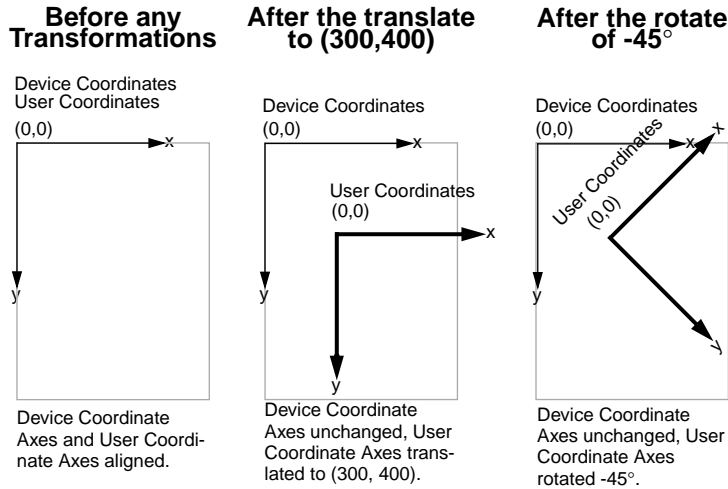 Before any
Transformations
Device Coordinates
User Coordinates
(0,0)
x
y
Device Coordinate
Axes and User Coordi-
nate Axes aligned.
After the translate
to (300,400)
Device Coordinates
(0,0)
x
User Coordinates
(0,0)
x
y
y
Device Coordinate
Axes unchanged, User
Coordinate Axes trans-
lated to (300, 400).
After the rotate
of -45°
Device Coordinates
(0,0)
x
x
User Coordinates
(0,0)
y
y
Device Coordinate
Axes unchanged, User
Coordinate Axes
rotated -45°.